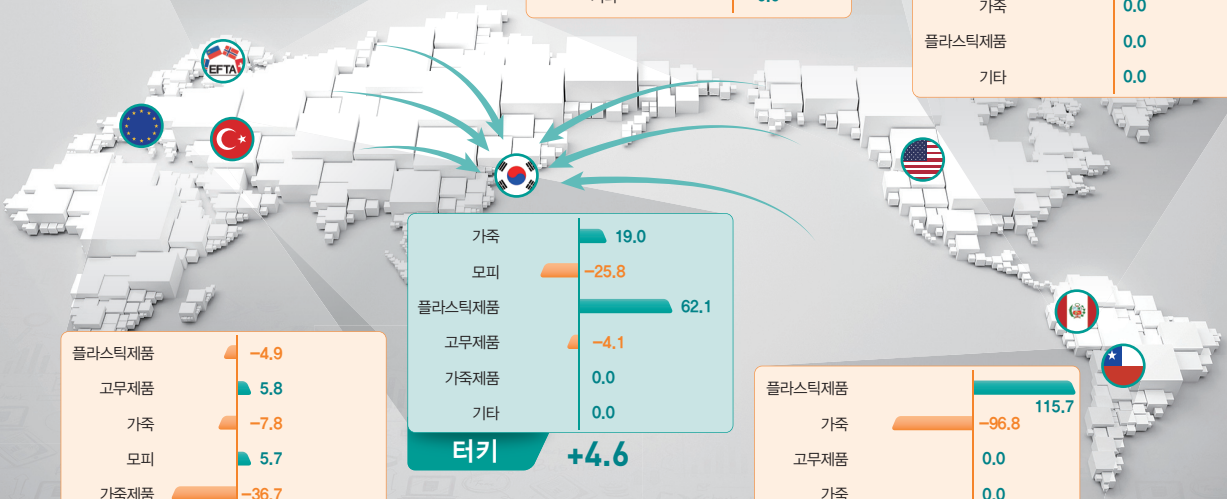 가죽 0.0
플라스틱제품 0.0
기타 0.0
EFTA
가죽 19.0
모피 -25.8
플라스틱제품 62.1
고무제품 -4.1
가죽제품 0.0
기타 0.0
터키 +4.6
플라스틱제품 -4.9
고무제품 5.8
가죽 -7.8
모피 5.7
가죽제품 -36.7
플라스틱제품 115.7
가죽 -96.8
고무제품 0.0
가죽 0.0